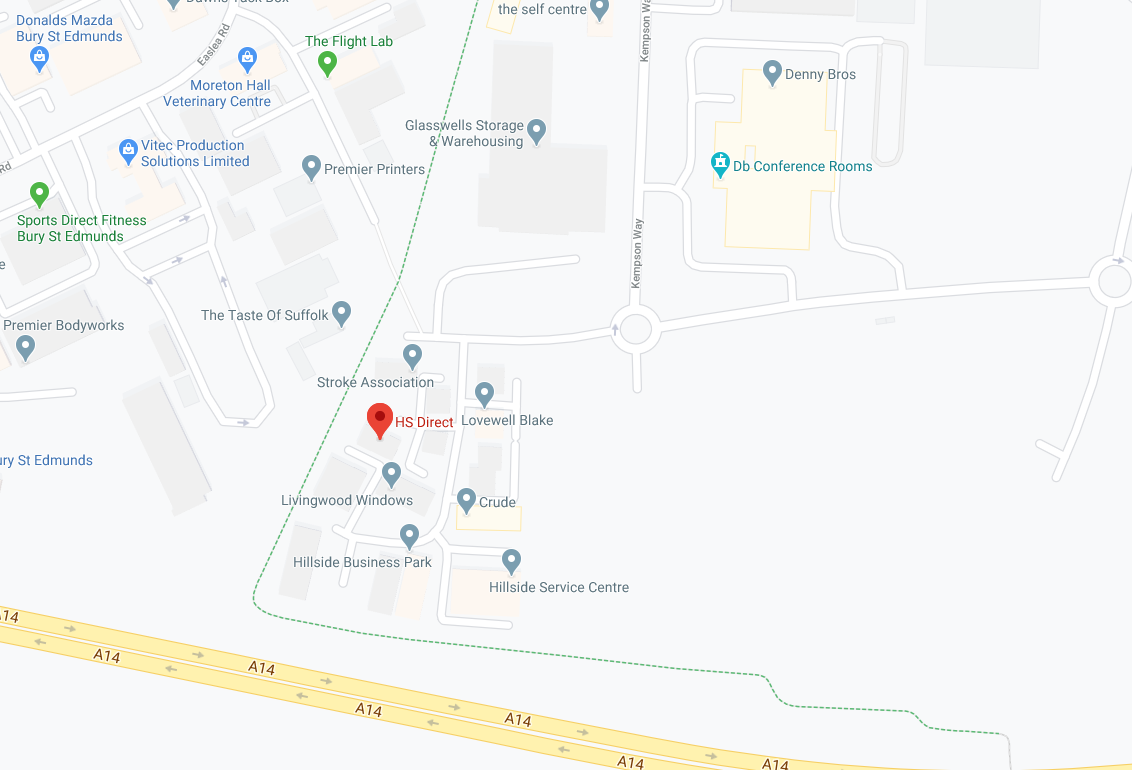 Donalds Mazda
Bury St Edmunds
Dawns Tack Box
the self centre
Kempson Way
Easlea Rd
The Flight Lab
Moreton Hall
Veterinary Centre
Denny Bros
Glasswells Storage
& Warehousing
Vitec Production
Solutions Limited
Premier Printers
Db Conference Rooms
Rd
Sports Direct Fitness
Bury St Edmunds
Kempson Way
e
The Taste Of Suffolk
Premier Bodyworks
Stroke Association
HS Direct
Lovewell Blake
ury St Edmunds
Livingwood Windows
Crude
Hillside Business Park
Hillside Service Centre
A14
A14
A14
A14
A14
A14
A14